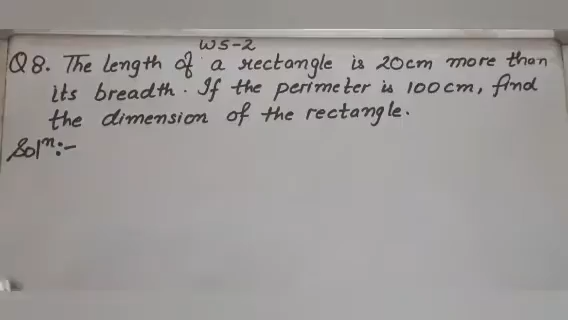 WS-2
Q8. The length of a rectangle is 20cm more than
its breadth. If the perimeter is 100cm, find
the dimension of the rectangle.
Solⁿ:-